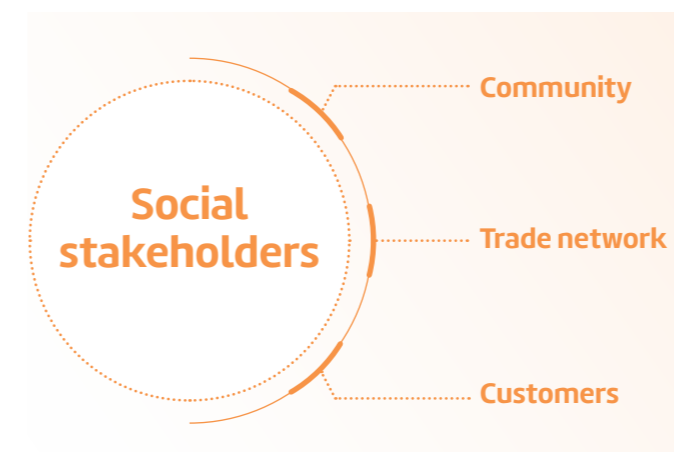 Social
stakeholders
Community
Trade network
Customers